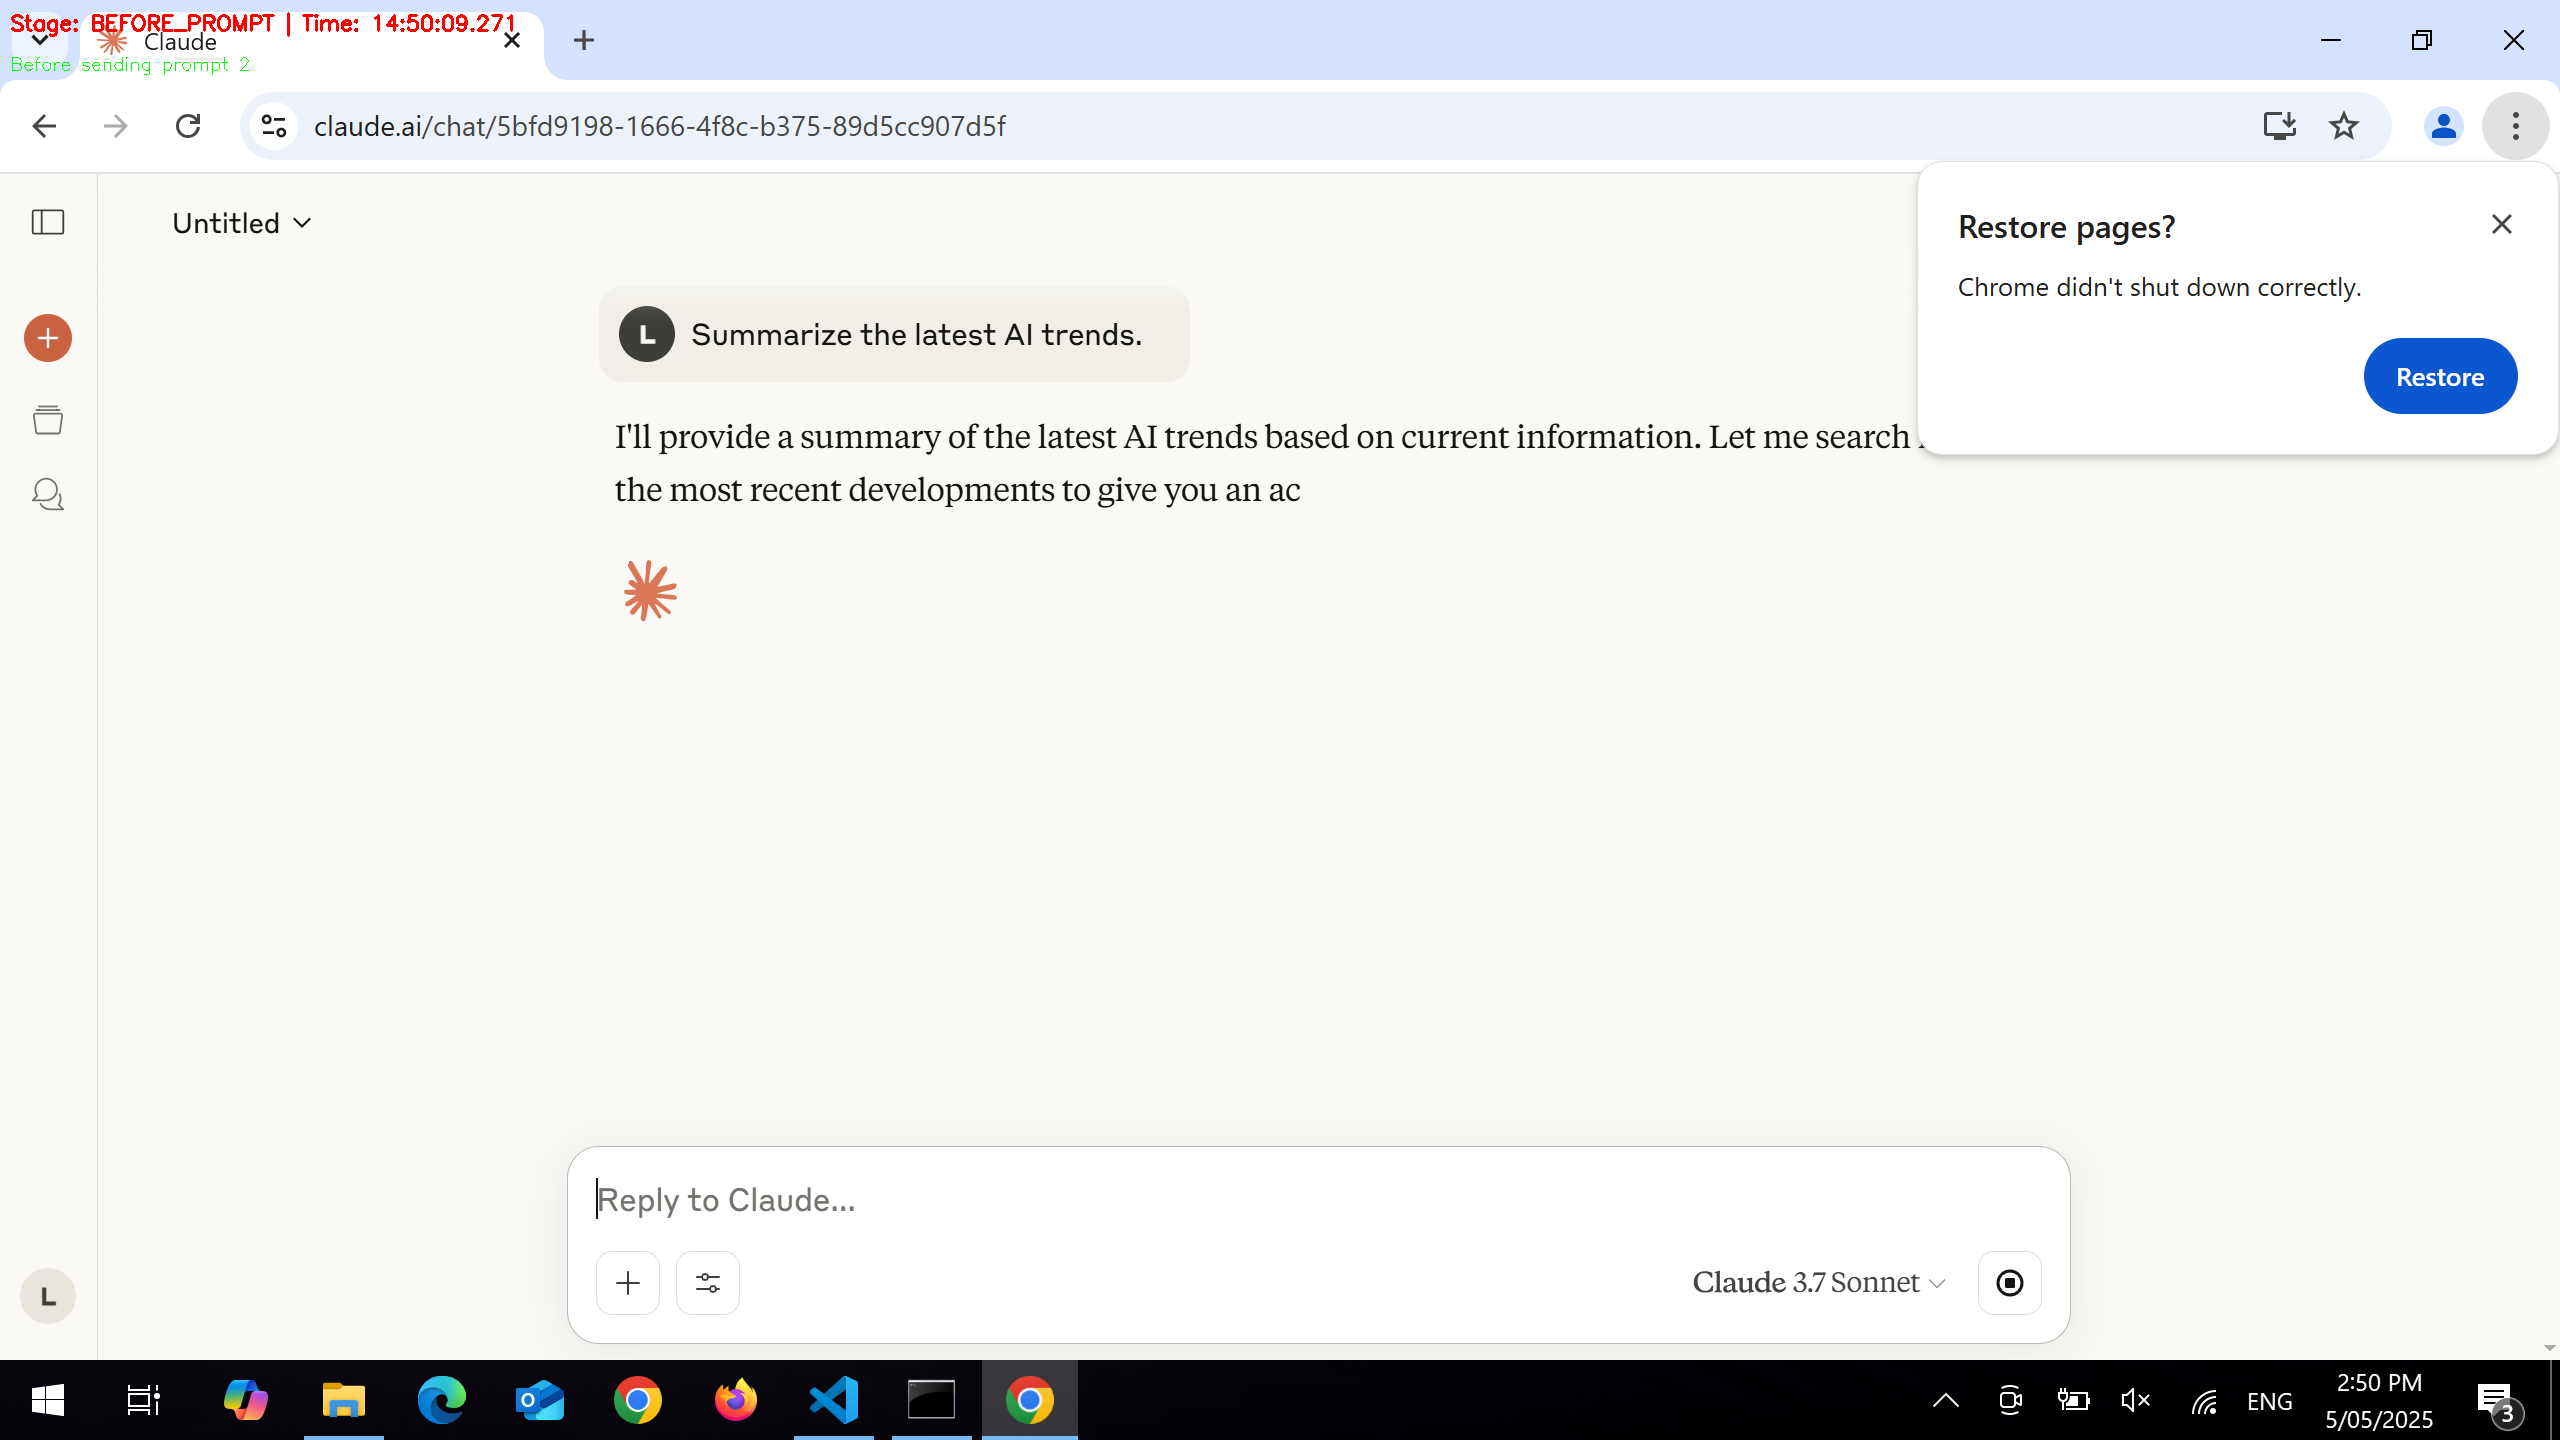 Stage: BEFORE_PROMPT | Time: 14:50:09.271
Claude
Before sending prompt 2
claude.ai/chat/5bfd9198-1666-4f8c-b375-89d5cc907d5f
Untitled
Restore pages?
Chrome didn't shut down correctly.
Restore
L
Summarize the latest AI trends.
I'll provide a summary of the latest AI trends based on current information. Let me search
the most recent developments to give you an ac
Reply to Claude...
Claude 3.7 Sonnet
L
ENG
2:50 PM
5/05/2025
3